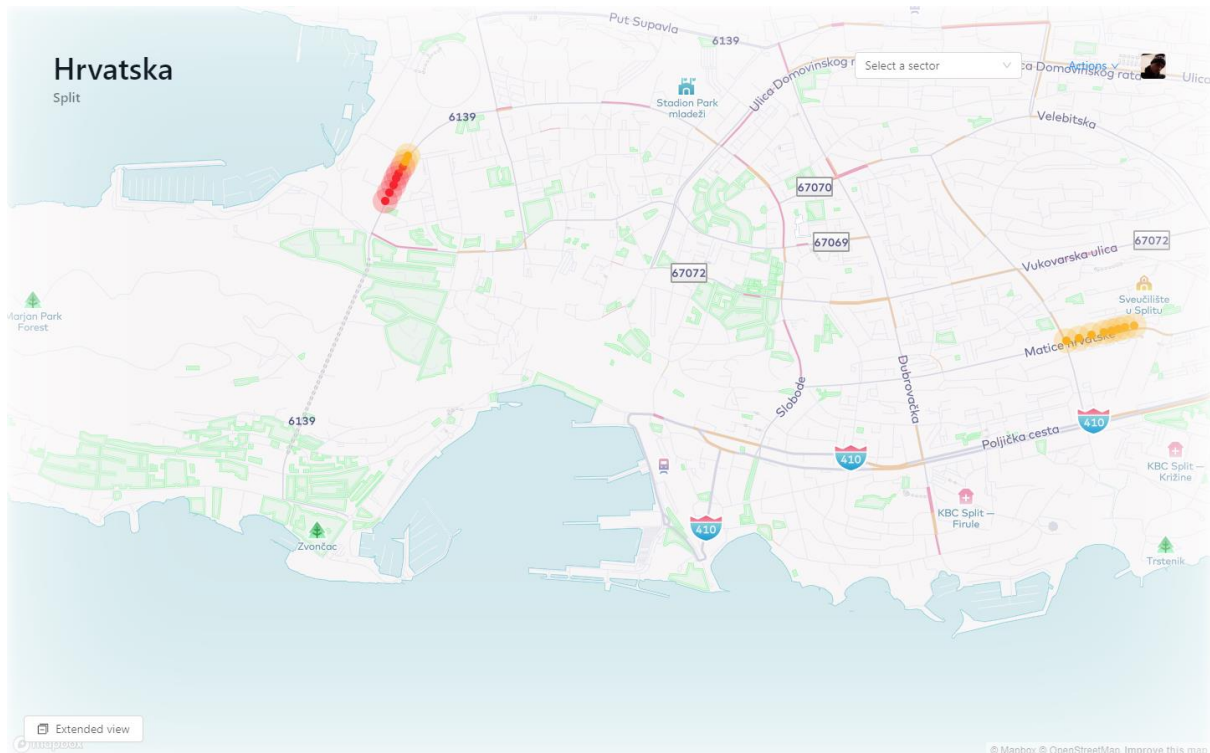 Hrvatska
Split
Put Supavla
6139
Select a sector
Actions
Ulica Domovinskog r
ca Domovinskog rata
Ulica
Stadion Park
mladeži
6139
Velebitska
67070
67069
67072
Vukovarska ulica
67072
Sveučilište
u Splitu
Marjan Park
Forest
Matice hrvatske
Dubrovačka
Slobode
6139
410
Poljička cesta
410
KBC Split —
Križine
KBC Split —
Firule
410
Zvončac
Trstenik
Extended view
mapbox
© Mapbox © OpenStreetMap Improve this map